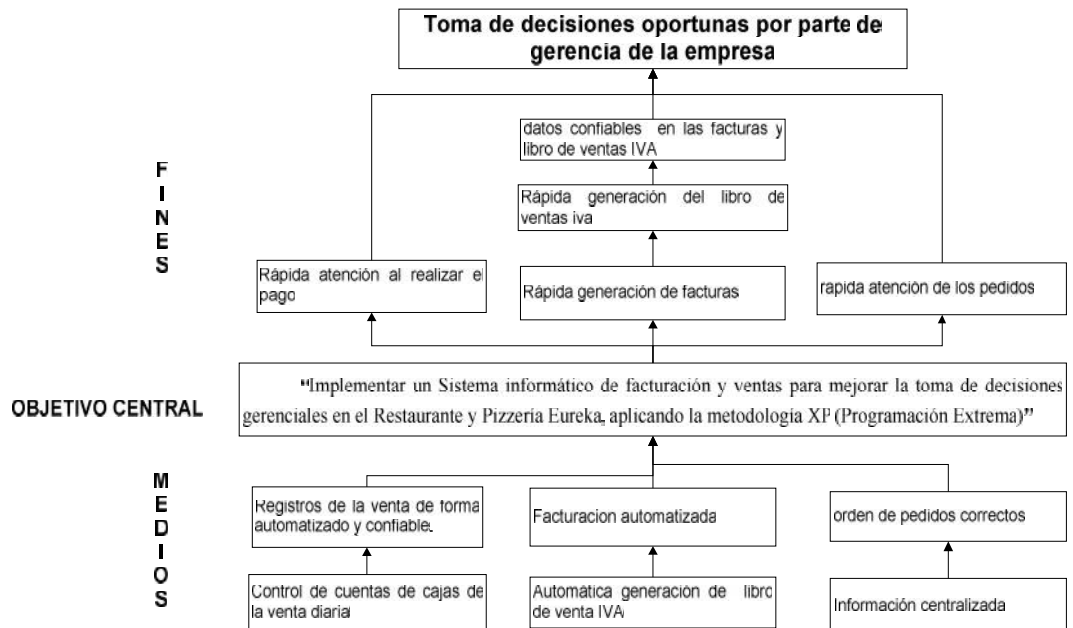 Toma de decisiones oportunas por parte de
gerencia de la empresa
datos confiables en las facturas y
libro de ventas IVA
Rápida generación del libro de
ventas iva
Rápida atención al realizar el
pago
Rápida generación de facturas
rapida atención de los pedidos
FINES
OBJETIVO CENTRAL
“Implementar un Sistema informático de facturación y ventas para mejorar la toma de decisiones
gerenciales en el Restaurante y Pizzería Eureka, aplicando la metodología XP (Programación Extrema)”
MEDIOS
Registros de la venta de forma
automatizado y confiable.
Facturacion automatizada
orden de pedidos correctos
Control de cuentas de cajas de
la venta diaria
Automática generación de libro
de venta IVA
Información centralizada